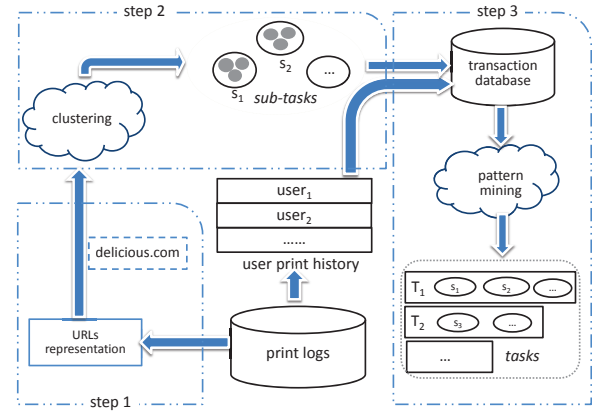 step 2
step 3
s1
s2
...
sub-tasks
clustering
transaction
database
user1
user2
......
user print history
pattern
mining
delicious.com
URLs
representation
print logs
step 1
T1 s1 s2 ...
T2 s3 ...
...
tasks